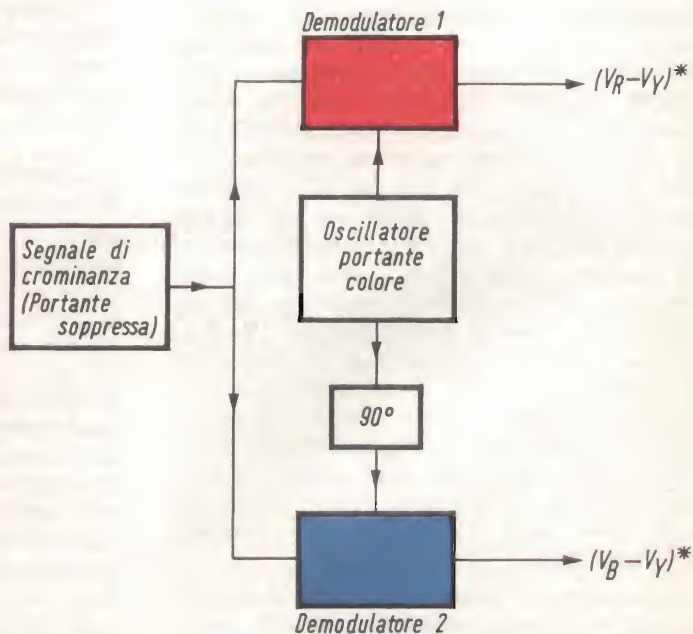 Demodulatore 1
(V_R–V_Y)*
Segnale di
crominanza
(Portante
soppressa)
Oscillatore
portante
colore
90°
(V_B–V_Y)*
Demodulatore 2